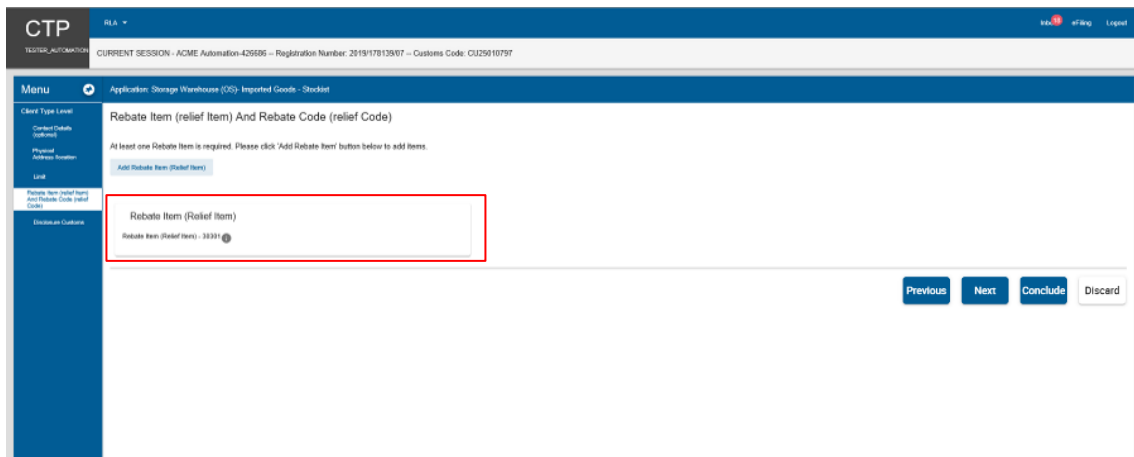 CTP
TESTER_AUTOMATION
RLA
Inbox 18 eFiling Logout
CURRENT SESSION - ACME Automation-426686 -- Registration Number: 2019/178139/07 -- Customs Code: CU25010797
Menu
Application: Storage Warehouse (OS)- Imported Goods - Stockist
Client Type Level
Contact Details
(optional)
Physical
Address
Limit
Rebate Item (relief Item)
And Rebate Code (relief
Code)
Disclosure Customs
Rebate Item (relief Item) And Rebate Code (relief Code)
At least one Rebate Item is required. Please click 'Add Rebate Item' button below to add items.
Add Rebate Item (Relief Item)
Rebate Item (Relief Item)
Rebate Item (Relief Item) - 30301
Previous Next Conclude Discard